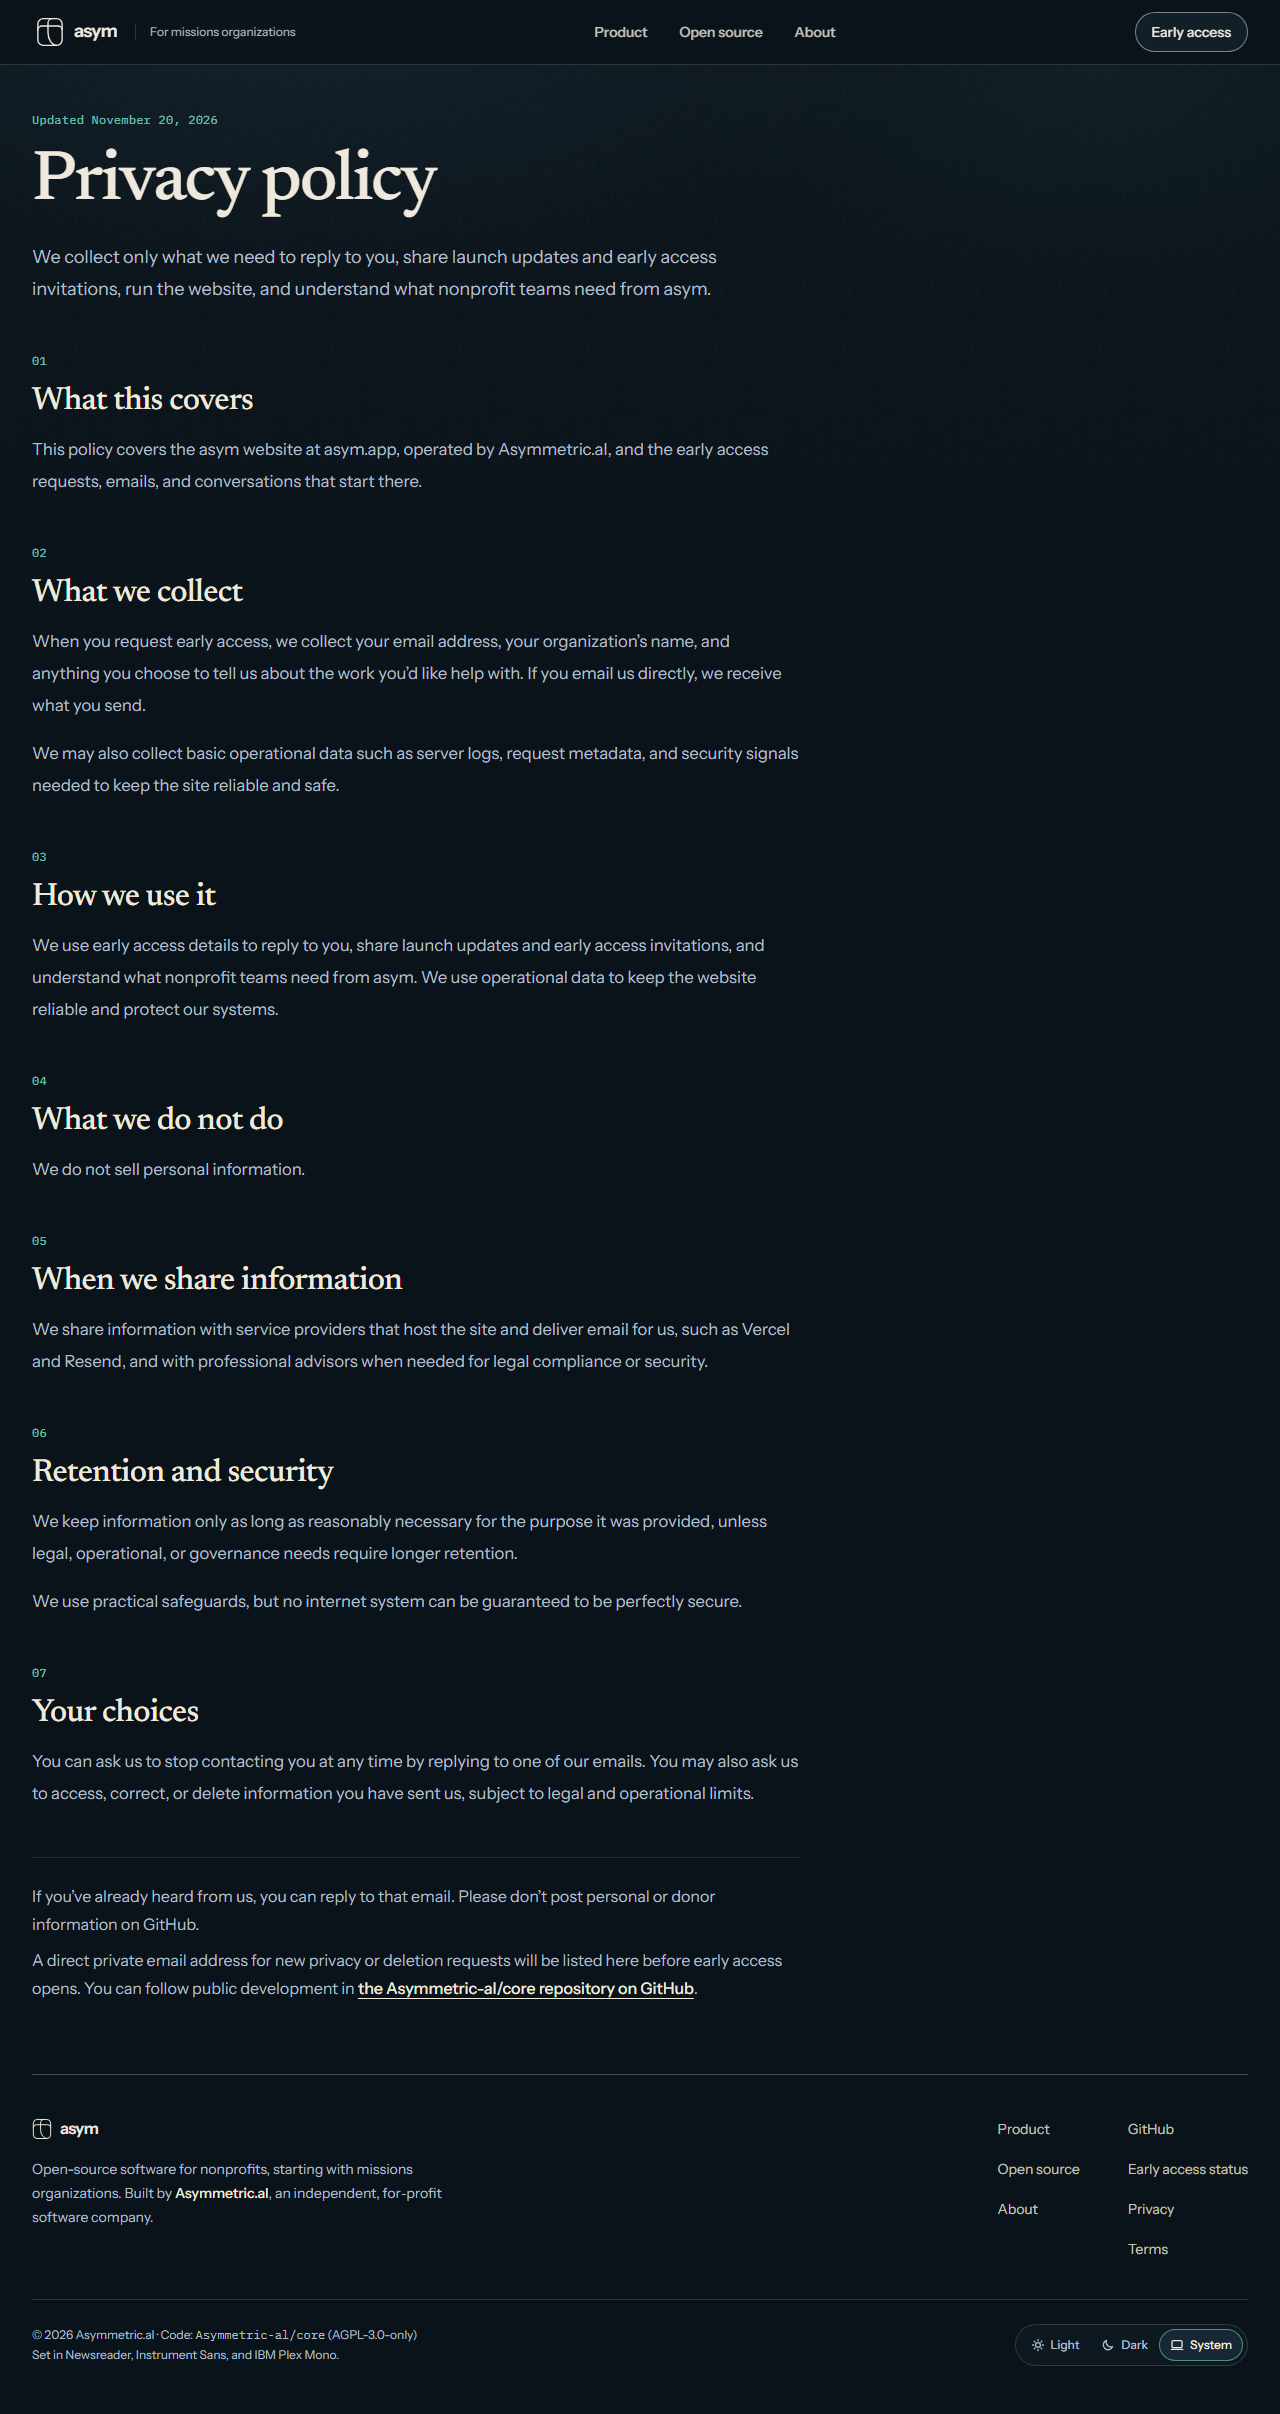 asym
For missions organizations
Product
Open source
About
Early access
Updated November 20, 2026
Privacy policy
We collect only what we need to reply to you, share launch updates and early access
invitations, run the website, and understand what nonprofit teams need from asym.
01
What this covers
This policy covers the asym website at asym.app, operated by Asymmetric.al, and the early access
requests, emails, and conversations that start there.
02
What we collect
When you request early access, we collect your email address, your organization’s name, and
anything you choose to tell us about the work you’d like help with. If you email us directly, we receive
what you send.
We may also collect basic operational data such as server logs, request metadata, and security signals
needed to keep the site reliable and safe.
03
How we use it
We use early access details to reply to you, share launch updates and early access invitations, and
understand what nonprofit teams need from asym. We use operational data to keep the website
reliable and protect our systems.
04
What we do not do
We do not sell personal information.
05
When we share information
We share information with service providers that host the site and deliver email for us, such as Vercel
and Resend, and with professional advisors when needed for legal compliance or security.
06
Retention and security
We keep information only as long as reasonably necessary for the purpose it was provided, unless
legal, operational, or governance needs require longer retention.
We use practical safeguards, but no internet system can be guaranteed to be perfectly secure.
07
Your choices
You can ask us to stop contacting you at any time by replying to one of our emails. You may also ask us
to access, correct, or delete information you have sent us, subject to legal and operational limits.
If you’ve already heard from us, you can reply to that email. Please don’t post personal or donor
information on GitHub.
A direct private email address for new privacy or deletion requests will be listed here before early access
opens. You can follow public development in the Asymmetric-al/core repository on GitHub.
asym
Open-source software for nonprofits, starting with missions
organizations. Built by Asymmetric.al, an independent, for-profit
software company.
Product
Open source
About
GitHub
Early access status
Privacy
Terms
© 2026 Asymmetric.al · Code: Asymmetric-al/core (AGPL-3.0-only)
Set in Newsreader, Instrument Sans, and IBM Plex Mono.
Light
Dark
System